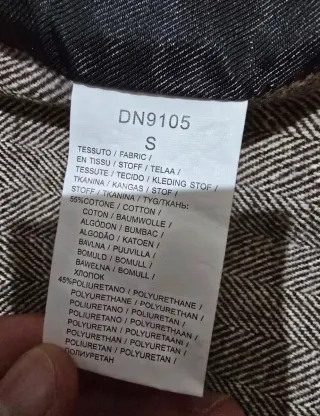 DN9105
S
TESSUTO / FABRIC /
EN TISSU / STOFF / TELAA /
TESSUTE / TECIDO / KLEDING STOF /
TKANINA / KANGAS / STOF /
STOFF / TKANINA / TYG/TKAHЬ:
55%COTONE / COTTON /
COTON / BAUMWOLLE /
ALGODÓN / BUMBAC /
ALGODÃO / KATOEN /
BAVLNA / PUUVILLA /
BOMULD / BOMULL /
BAWEŁNA / BOMULL /
ХЛОПОК
45%POLIURETANO / POLYURETHANE /
POLYURETHANE / POLYURETHAN /
POLIURETANO / POLIURETAN /
POLIURETANO / POLYURETHAAN /
POLYURETAN / POLYURETAANI /
POLYURETHAN / POLYURETAN /
POLIURETAN / POLYURETAN /
ПОЛИУРЕТАН